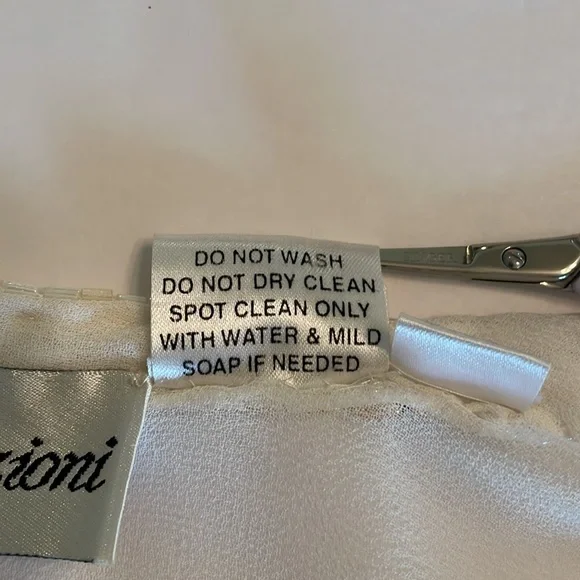 DO NOT WASH
DO NOT DRY CLEAN
SPOT CLEAN ONLY
WITH WATER & MILD
SOAP IF NEEDED